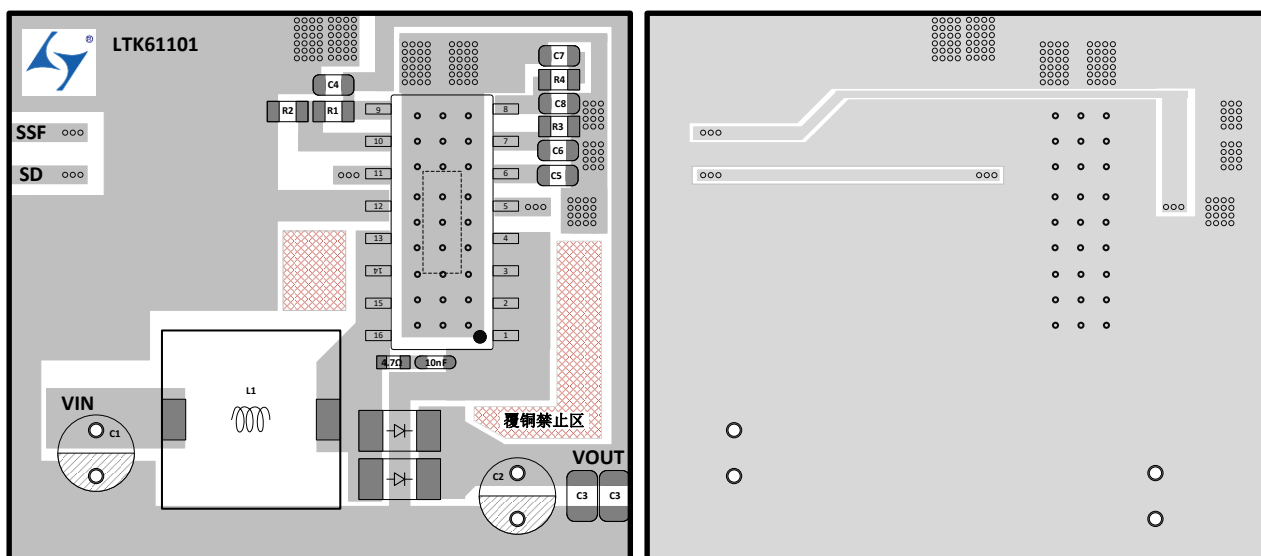 ® LTK61101
C7
R4
C4
C8
R2 R1 9 8
R3
SSF
10 7
C6
SD 11 6 C5
12 5
13 4
14 3
15 2
16 1
4.7Ω 10nF
L1
VIN
覆铜禁止区
C1
VOUT
C2
C3 C3